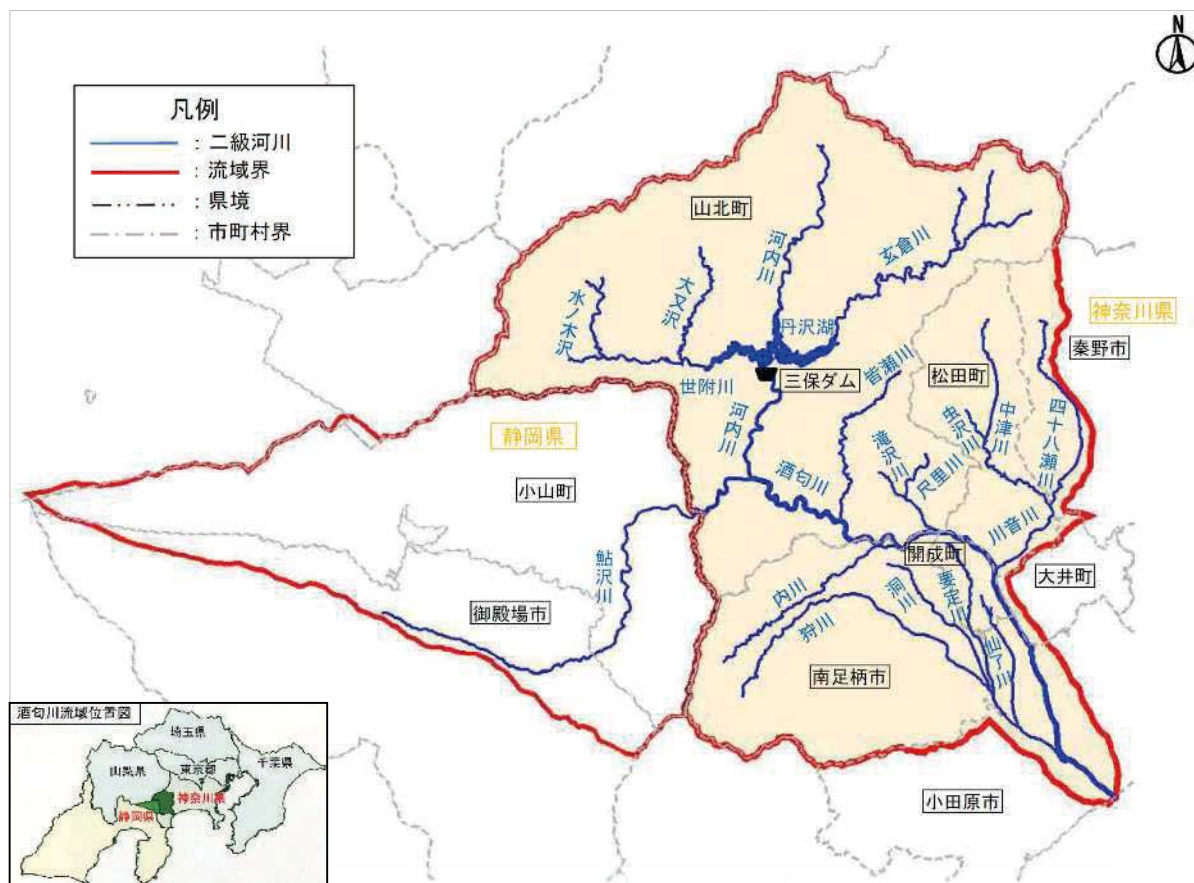 N
凡例
：二級河川
：流域界
：県境
：市町村界
山北町
河内川
玄倉川
大又沢
水ノ木沢
丹沢湖
神奈川県
秦野市
世附川
三保ダム
皆瀬川
松田町
静岡県
河内川
虫沢川
中津川
四十八瀬川
滝沢川
尺里川
小山町
酒匂川
川音川
鮎沢川
開成町
大井町
御殿場市
内川
洞川
要定川
狩川
仙了川
南足柄市
小田原市
酒匂川流域位置図
埼玉県
山梨県
東京都
千葉県
神奈川県
静岡県